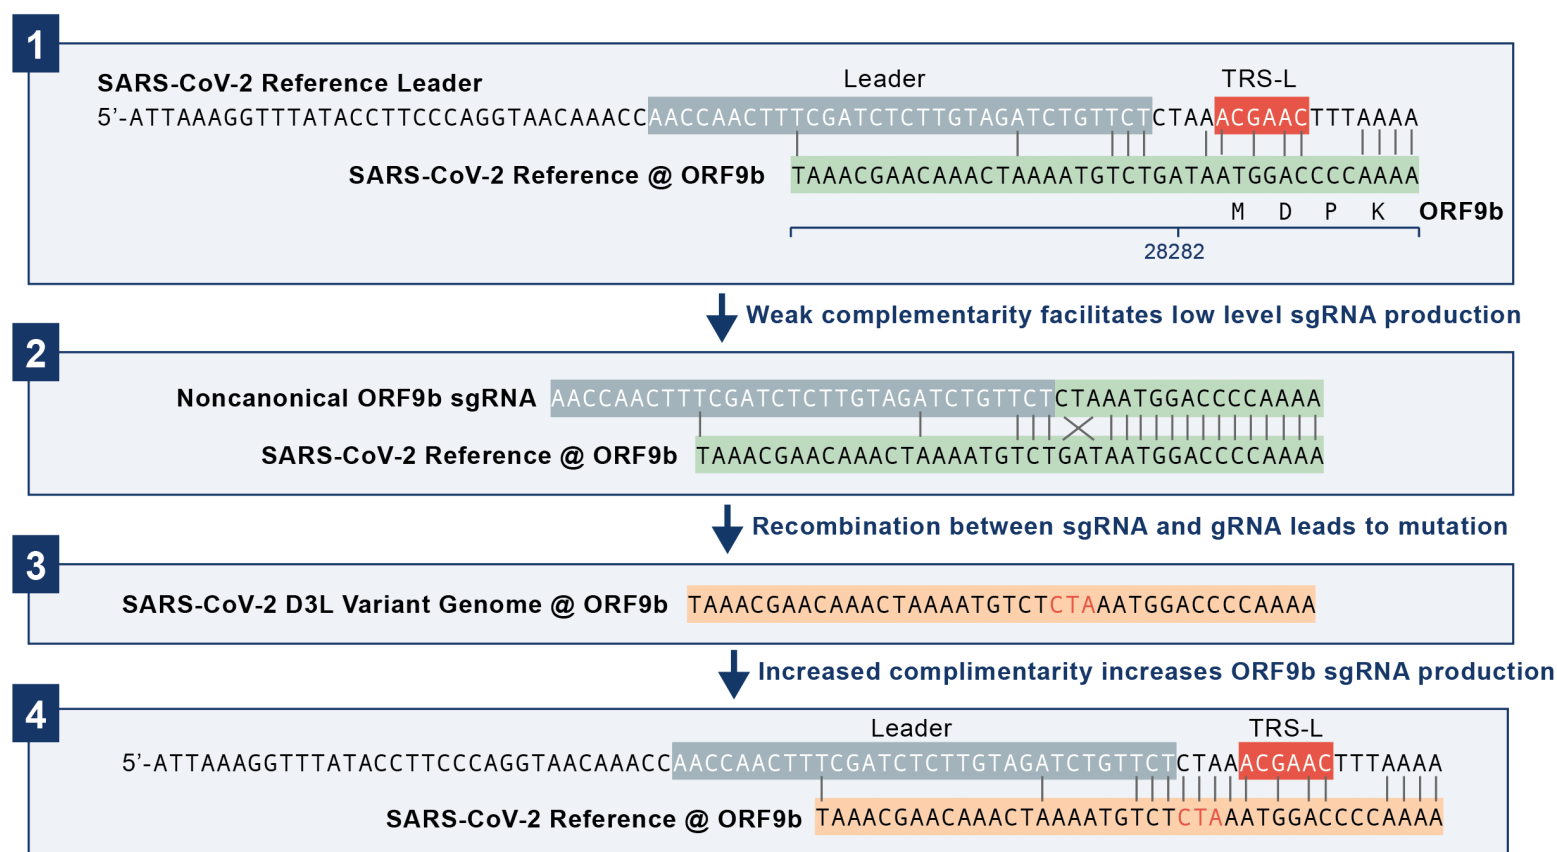 1
SARS-CoV-2 Reference Leader
Leader
TRS-L
5’-ATTAAAGGTTTATACCTTCCCAGGTAACAAACCAACCAACTTTCGATCTCTTGTAGATCTGTTCTCTAAACGAACTTTAAAA
SARS-CoV-2 Reference @ ORF9b TAAACGAACAAACTAAAATGTCTGATAATGGACCCCAAAA
M D P K ORF9b
28282
Weak complementarity facilitates low level sgRNA production
2
Noncanonical ORF9b sgRNA AACCAACTTTCGATCTCTTGTAGATCTGTTCTCTAAATGGACCCCAAAA
SARS-CoV-2 Reference @ ORF9b TAAACGAACAAACTAAAATGTCTGATAATGGACCCCAAAA
Recombination between sgRNA and gRNA leads to mutation
3
SARS-CoV-2 D3L Variant Genome @ ORF9b TAAACGAACAAACTAAAATGTCTCTAAATGGACCCCAAAA
Increased complimentarity increases ORF9b sgRNA production
4
Leader
TRS-L
5’-ATTAAAGGTTTATACCTTCCCAGGTAACAAACCAACCAACTTTCGATCTCTTGTAGATCTGTTCTCTAAACGAACTTTAAAA
SARS-CoV-2 Reference @ ORF9b TAAACGAACAAACTAAAATGTCTCTAAATGGACCCCAAAA